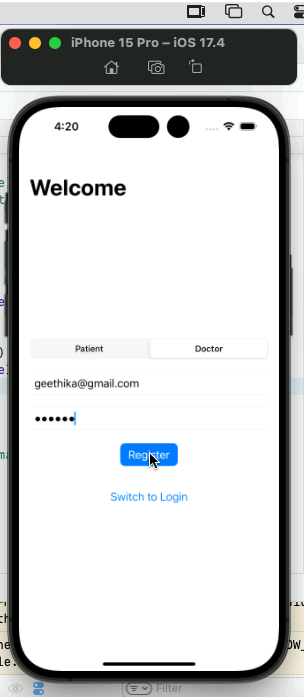 iPhone 15 Pro – iOS 17.4
4:20
Welcome
Patient
Doctor
geethika@gmail.com
••••••
Register
Switch to Login
Filter